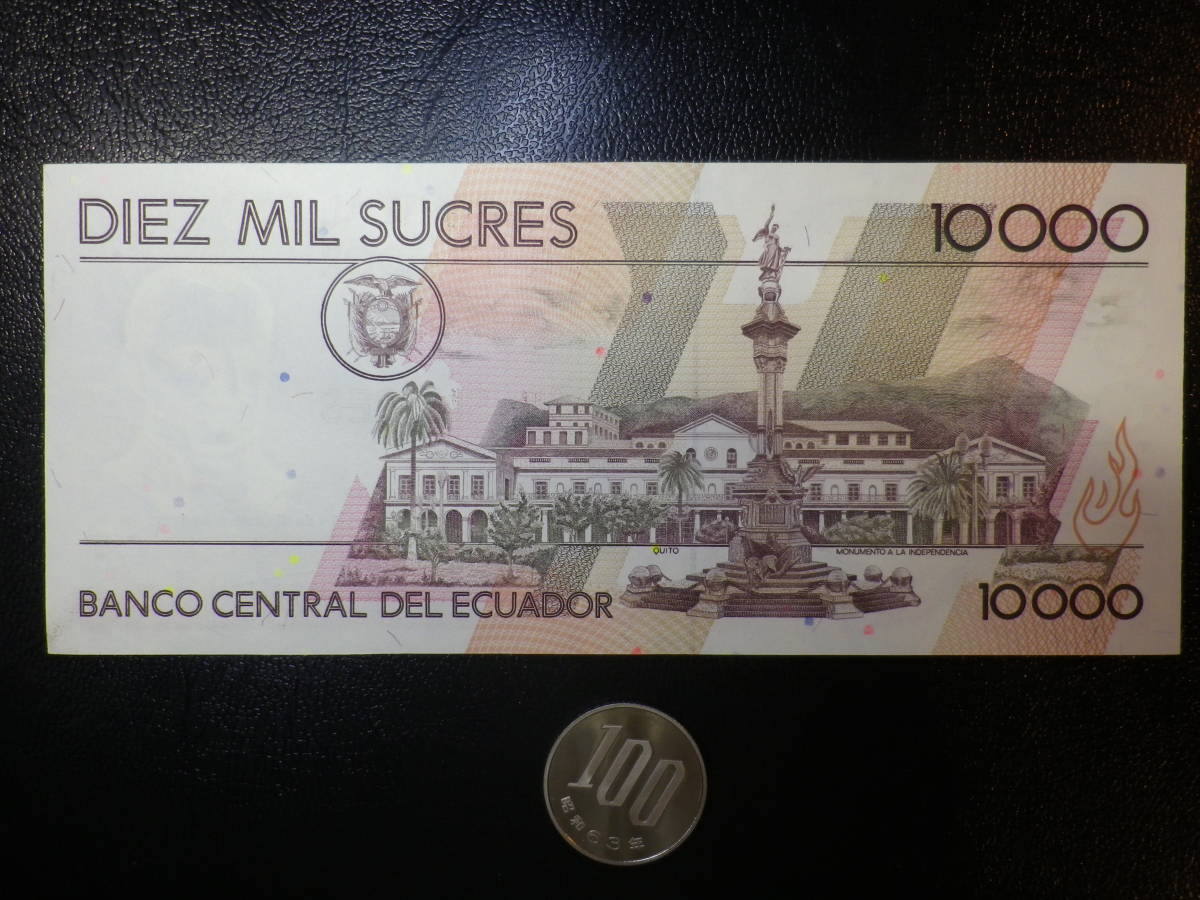 DIEZ MIL SUCRES
10000
QUITO
MONUMENTO A LA INDEPENDENCIA
BANCO CENTRAL DEL ECUADOR
10000
100
昭和63年